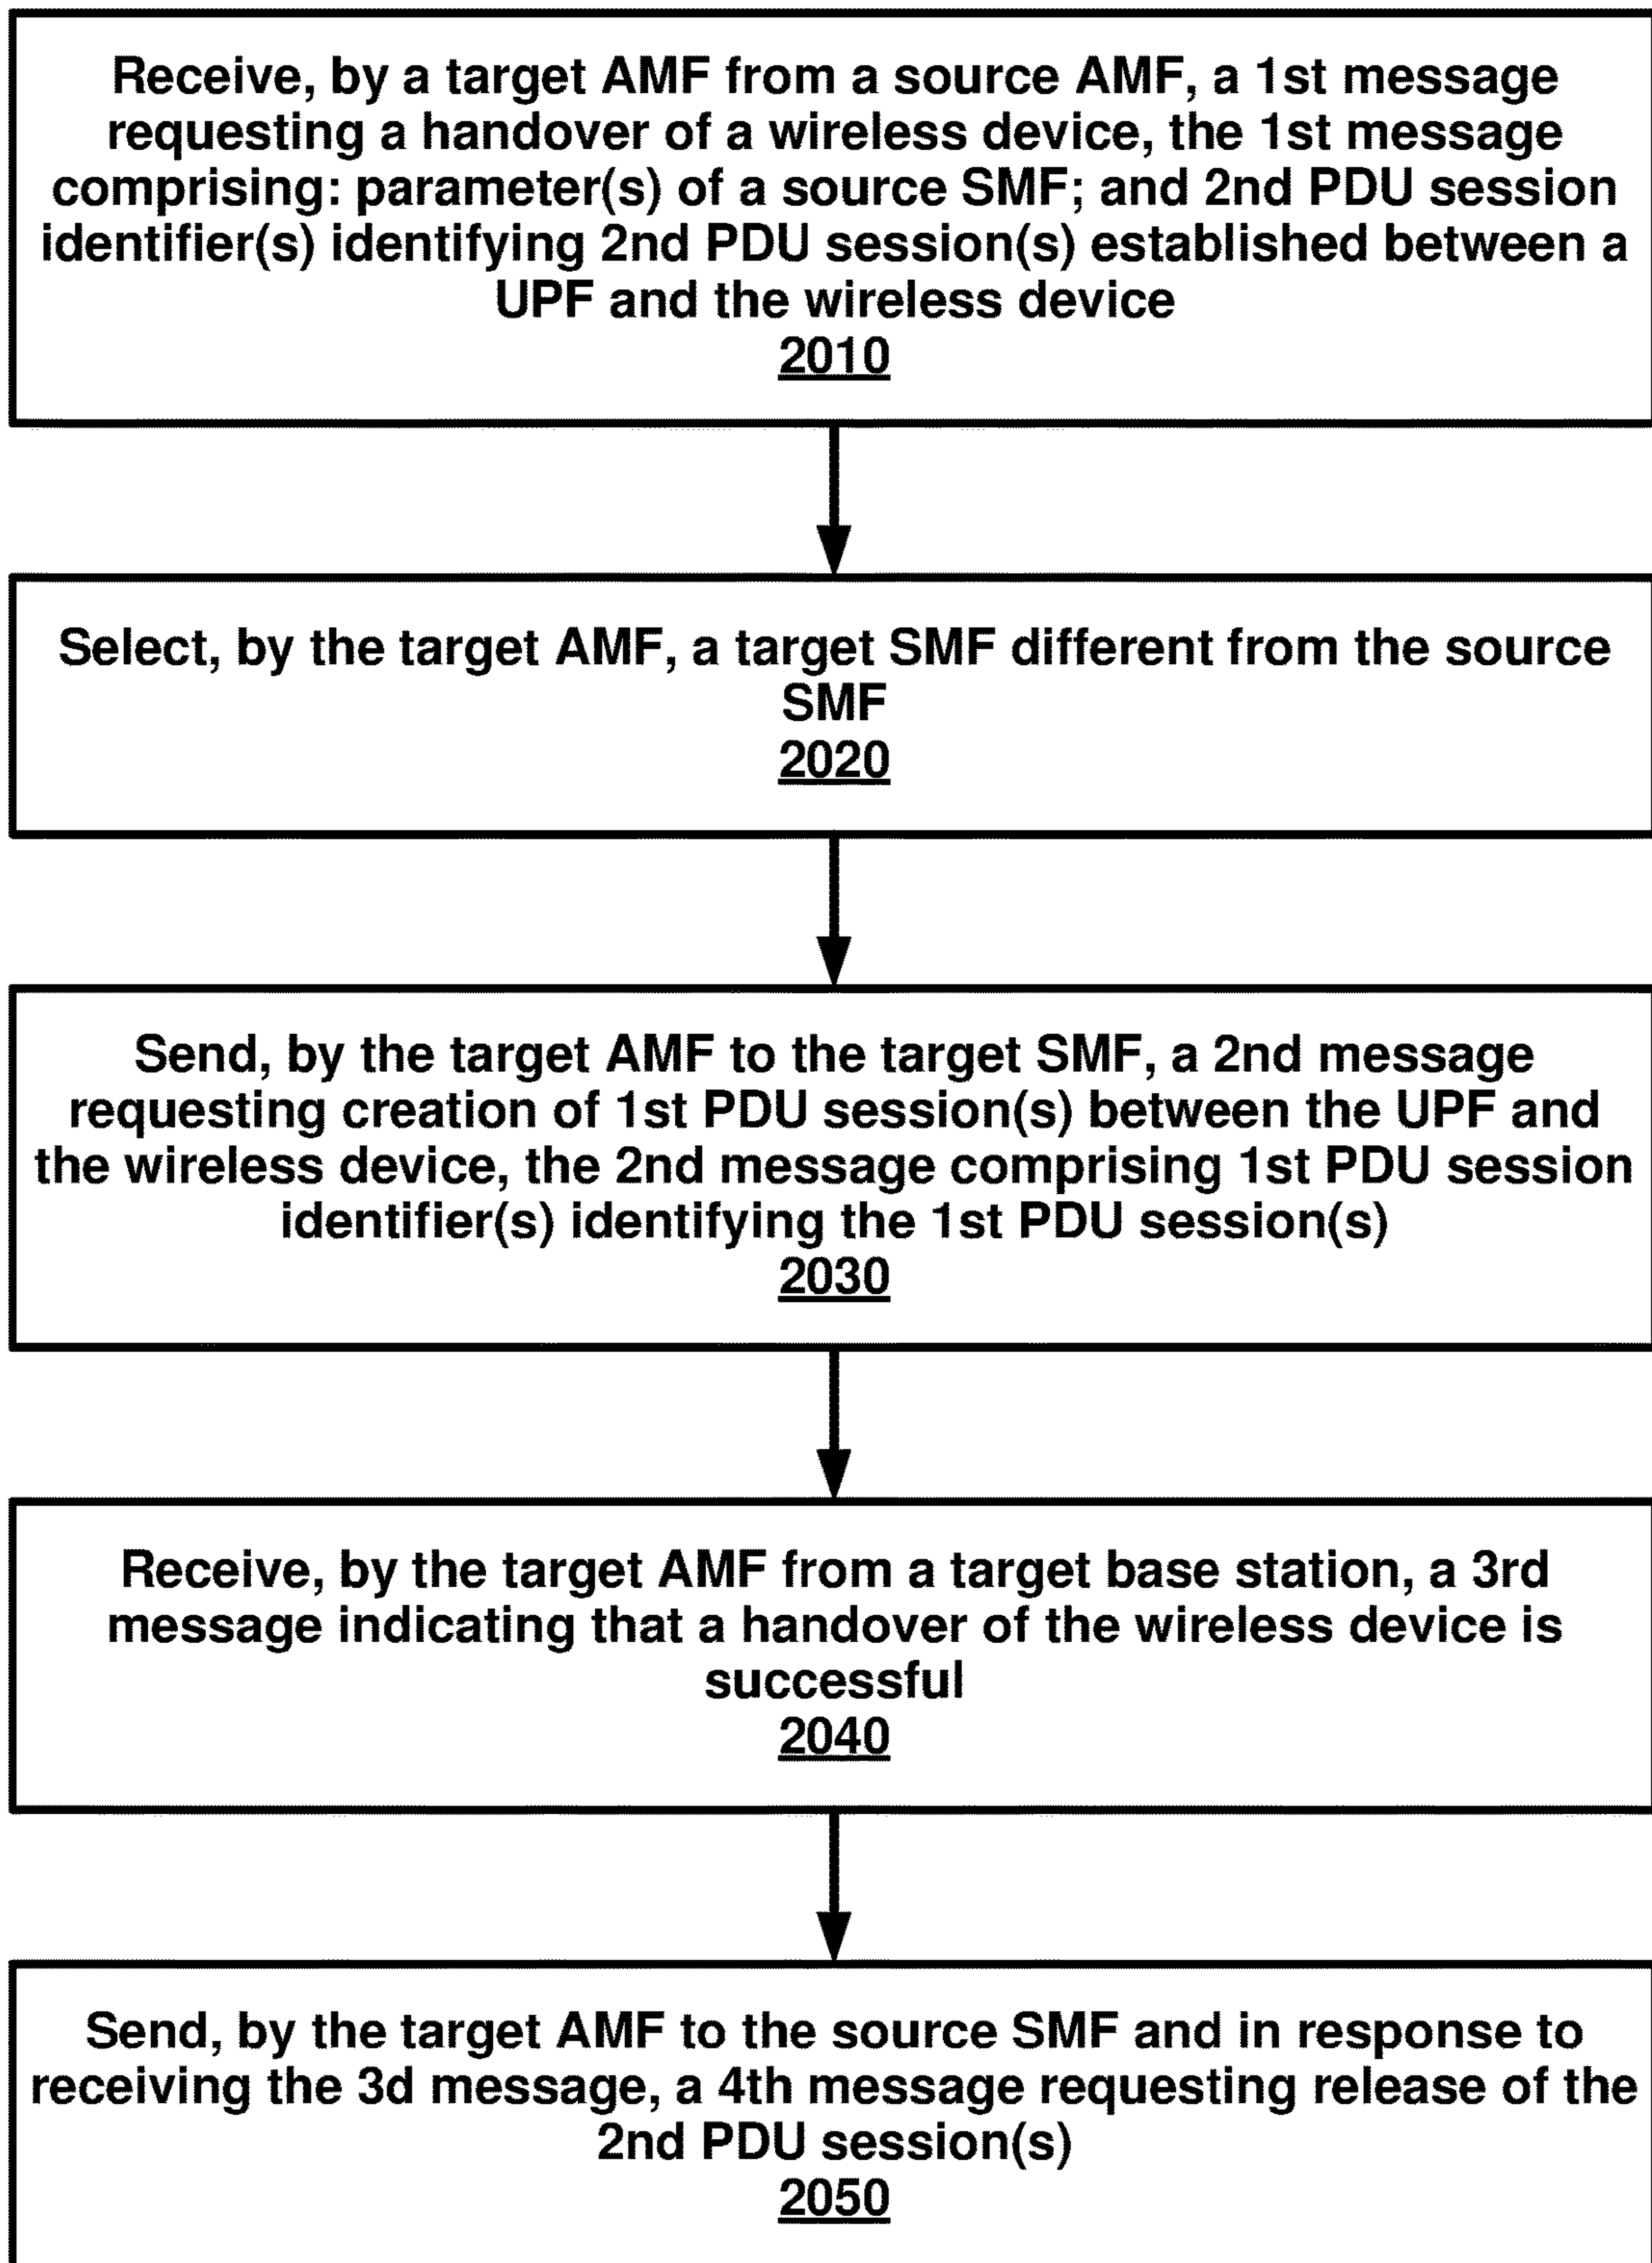 Receive, by a target AMF from a source AMF, a 1st message
requesting a handover of a wireless device, the 1st message
comprising: parameter(s) of a source SMF; and 2nd PDU session
identifier(s) identifying 2nd PDU session(s) established between a
UPF and the wireless device
2010
Select, by the target AMF, a target SMF different from the source
SMF
2020
Send, by the target AMF to the target SMF, a 2nd message
requesting creation of 1st PDU session(s) between the UPF and
the wireless device, the 2nd message comprising 1st PDU session
identifier(s) identifying the 1st PDU session(s)
2030
Receive, by the target AMF from a target base station, a 3rd
message indicating that a handover of the wireless device is
successful
2040
Send, by the target AMF to the source SMF and in response to
receiving the 3d message, a 4th message requesting release of the
2nd PDU session(s)
2050